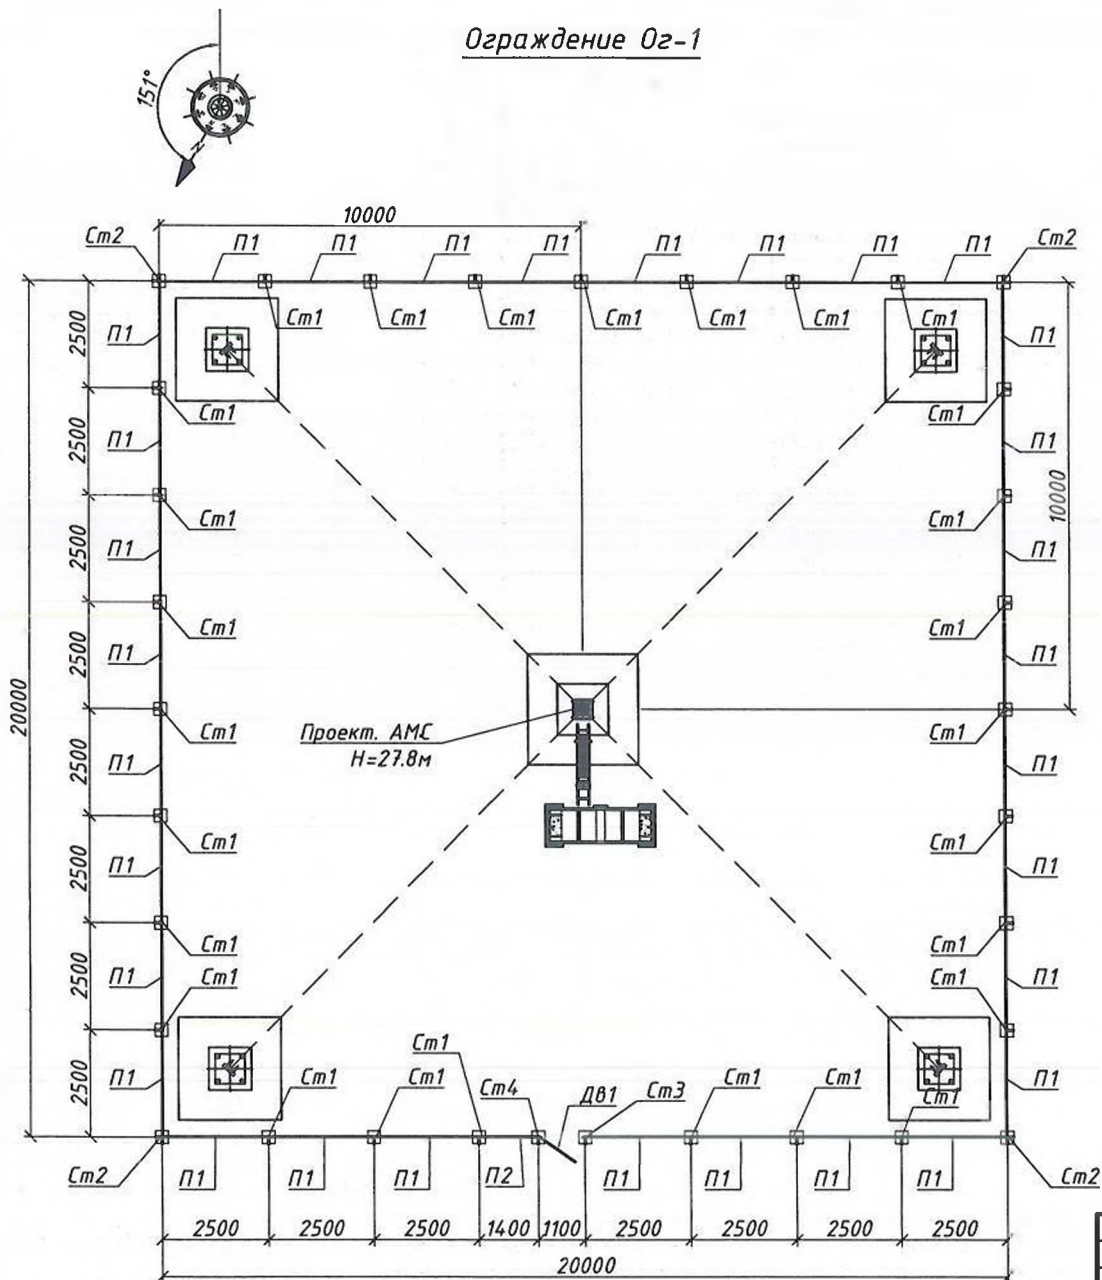 Ограждение Ог-1
151°
N
10000
Ст2 П1 П1 П1 П1 П1 П1 П1 П1 Ст2
Ст1 Ст1 Ст1 Ст1 Ст1 Ст1 Ст1
2500 П1 П1
Ст1 Ст1
2500 П1 П1
10000
Ст1 Ст1
2500 П1 П1
Ст1 Ст1
2500 П1 П1
20000
Ст1 Ст1
Проект. АМС
Н=27.8м
2500 П1 П1
Ст1 Ст1
2500 П1 П1
Ст1 Ст1
2500 П1 Ст1 Ст1 П1
2500 П1 П1
Ст1 Ст1 Ст1 Ст4 ДВ1 Ст3 Ст1 Ст1 Ст1
Ст2 П1 П1 П1 П2 П1 П1 П1 П1 Ст2
2500 2500 2500 1400 1100 2500 2500 2500 2500
20000